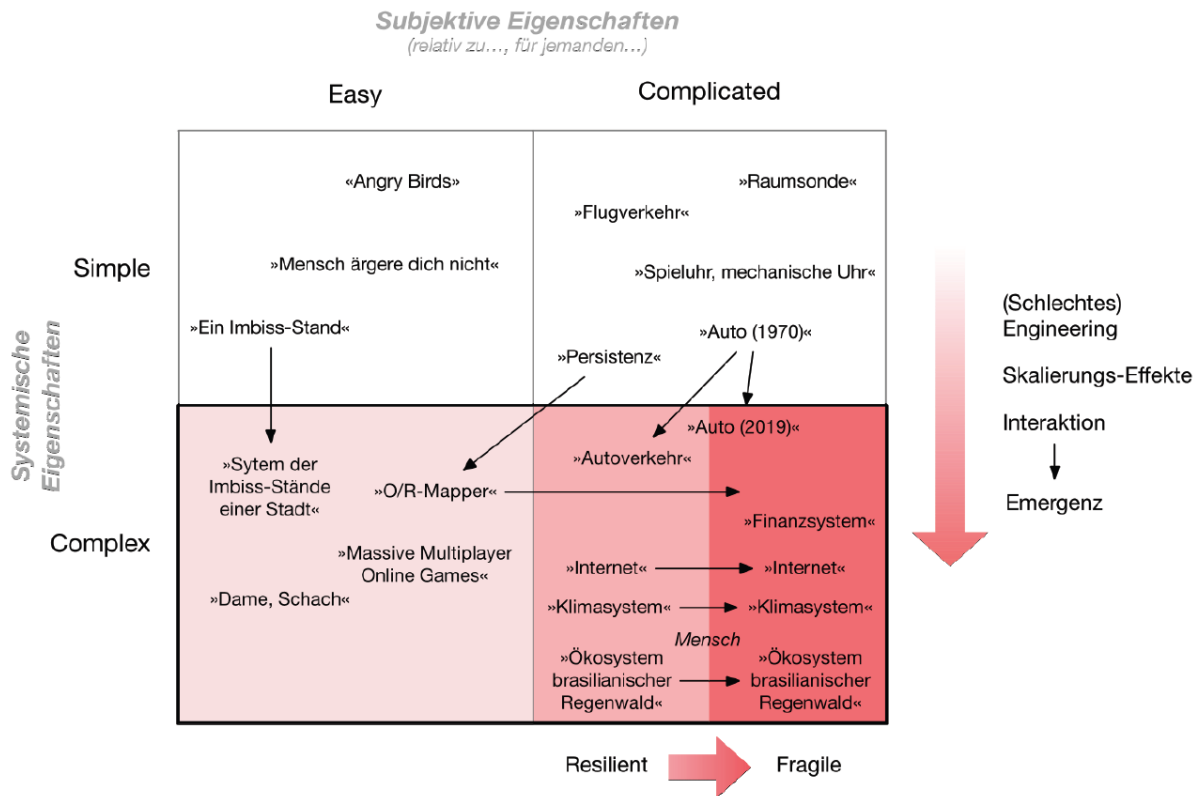 Subjektive Eigenschaften
(relativ zu..., für jemanden...)
Easy
Complicated
Systemische
Eigenschaften
Simple
«Angry Birds»
»Raumsonde«
»Flugverkehr«
»Mensch ärgere dich nicht«
»Spieluhr, mechanische Uhr«
»Ein Imbiss-Stand«
»Auto (1970)«
»Persistenz«
Complex
»Auto (2019)«
»Autoverkehr«
»Sytem der
Imbiss-Stände
einer Stadt«
»O/R-Mapper«
»Finanzsystem«
»Massive Multiplayer
Online Games«
»Internet«
»Internet«
»Dame, Schach«
»Klimasystem«
»Klimasystem«
Mensch
»Ökosystem
brasilianischer
Regenwald«
»Ökosystem
brasilianischer
Regenwald«
(Schlechtes)
Engineering
Skalierungs-Effekte
Interaktion
Emergenz
Resilient
Fragile